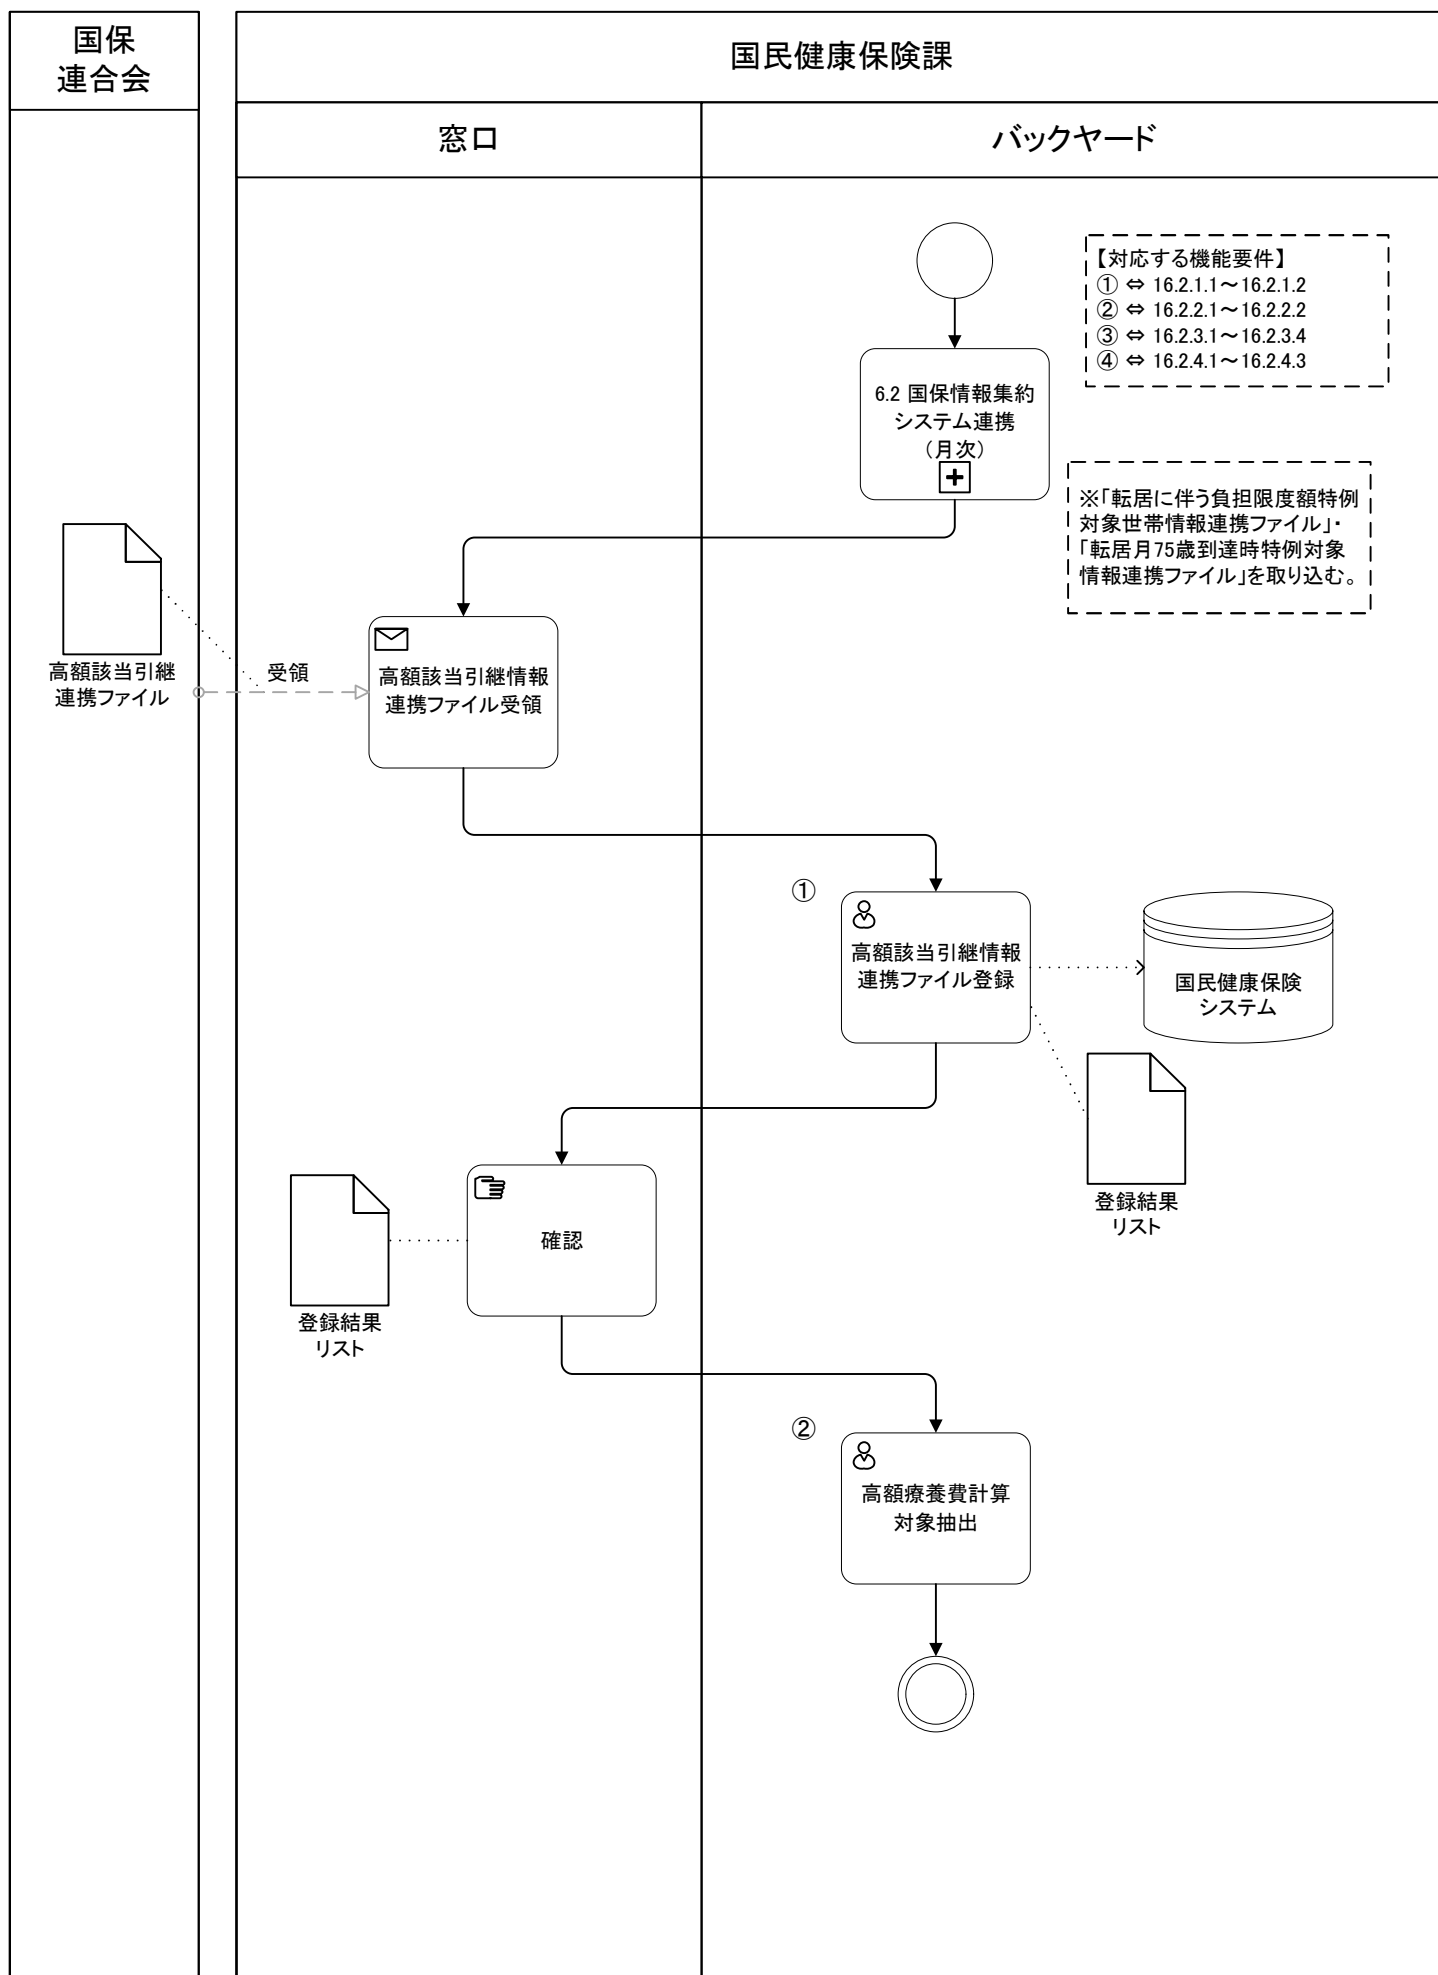 国保
連合会
国民健康保険課
窓口
バックヤード
【対応する機能要件】
① ⇔ 16.2.1.1～16.2.1.2
② ⇔ 16.2.2.1～16.2.2.2
③ ⇔ 16.2.3.1～16.2.3.4
④ ⇔ 16.2.4.1～16.2.4.3
6.2 国保情報集約
システム連携
（月次）
※「転居に伴う負担限度額特例
対象世帯情報連携ファイル」・
「転居月75歳到達時特例対象
情報連携ファイル」を取り込む。
高額該当引継
連携ファイル
受領
高額該当引継情報
連携ファイル受領
①
高額該当引継情報
連携ファイル登録
国民健康保険
システム
登録結果
リスト
確認
登録結果
リスト
②
高額療養費計算
対象抽出